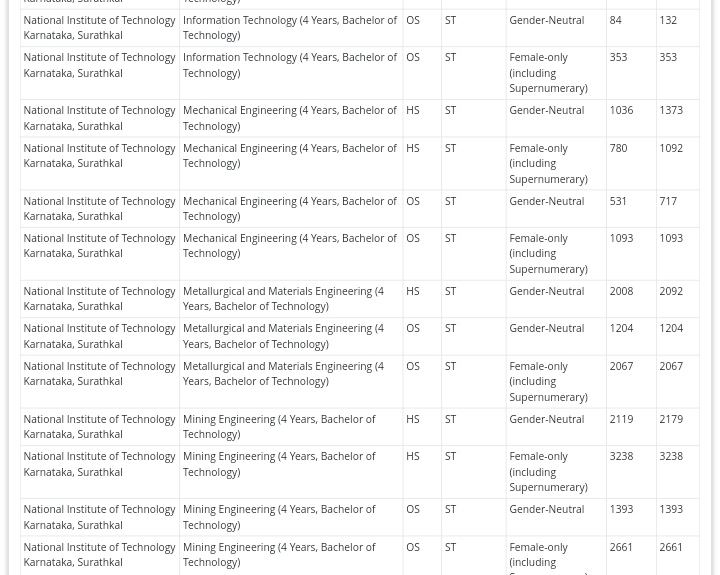 Karnataka, Surathkal Technology)
National Institute of Technology Information Technology (4 Years, Bachelor of OS ST Gender-Neutral 84 132
Karnataka, Surathkal Technology)
National Institute of Technology Information Technology (4 Years, Bachelor of OS ST Female-only 353 353
Karnataka, Surathkal Technology) (including
Supernumerary)
National Institute of Technology Mechanical Engineering (4 Years, Bachelor of HS ST Gender-Neutral 1036 1373
Karnataka, Surathkal Technology)
National Institute of Technology Mechanical Engineering (4 Years, Bachelor of HS ST Female-only 780 1092
Karnataka, Surathkal Technology) (including
Supernumerary)
National Institute of Technology Mechanical Engineering (4 Years, Bachelor of OS ST Gender-Neutral 531 717
Karnataka, Surathkal Technology)
National Institute of Technology Mechanical Engineering (4 Years, Bachelor of OS ST Female-only 1093 1093
Karnataka, Surathkal Technology) (including
Supernumerary)
National Institute of Technology Metallurgical and Materials Engineering (4 HS ST Gender-Neutral 2008 2092
Karnataka, Surathkal Years, Bachelor of Technology)
National Institute of Technology Metallurgical and Materials Engineering (4 OS ST Gender-Neutral 1204 1204
Karnataka, Surathkal Years, Bachelor of Technology)
National Institute of Technology Metallurgical and Materials Engineering (4 OS ST Female-only 2067 2067
Karnataka, Surathkal Years, Bachelor of Technology) (including
Supernumerary)
National Institute of Technology Mining Engineering (4 Years, Bachelor of HS ST Gender-Neutral 2119 2179
Karnataka, Surathkal Technology)
National Institute of Technology Mining Engineering (4 Years, Bachelor of HS ST Female-only 3238 3238
Karnataka, Surathkal Technology) (including
Supernumerary)
National Institute of Technology Mining Engineering (4 Years, Bachelor of OS ST Gender-Neutral 1393 1393
Karnataka, Surathkal Technology)
National Institute of Technology Mining Engineering (4 Years, Bachelor of OS ST Female-only 2661 2661
Karnataka, Surathkal Technology) (including